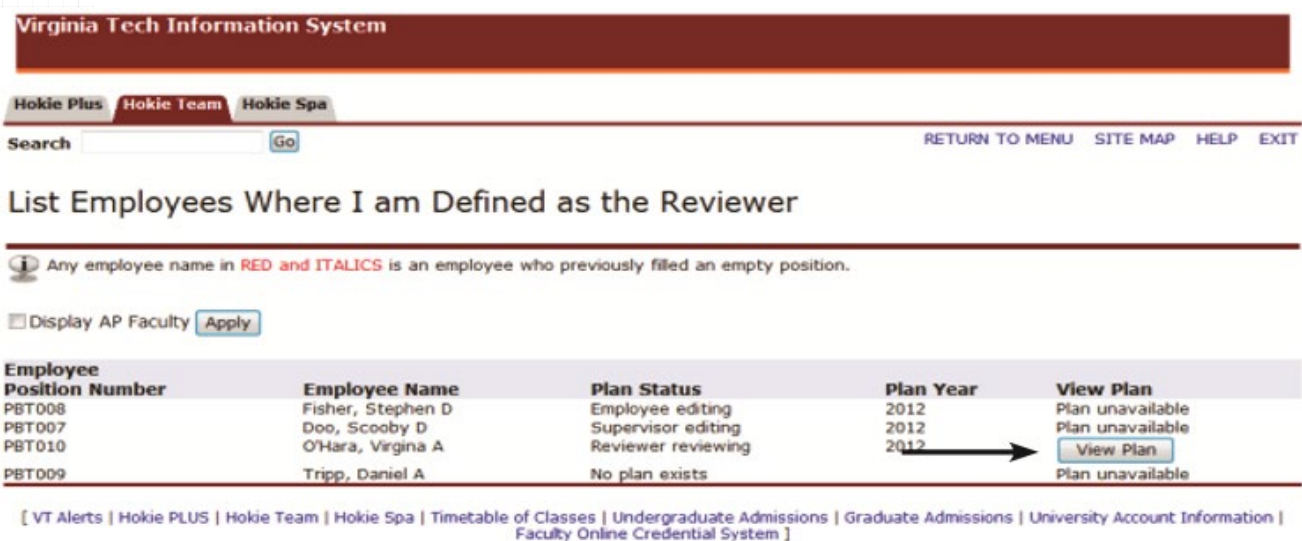 Virginia Tech Information System
Hokie Plus Hokie Team Hokie Spa
Search Go RETURN TO MENU SITE MAP HELP EXIT
List Employees Where I am Defined as the Reviewer
Any employee name in RED and ITALICS is an employee who previously filled an empty position.
Display AP Faculty Apply
Employee
Position Number Employee Name Plan Status Plan Year View Plan
PBT008 Fisher, Stephen D Employee editing 2012 Plan unavailable
PBT007 Doo, Scooby D Supervisor editing 2012 Plan unavailable
PBT010 O'Hara, Virgina A Reviewer reviewing 2012 View Plan
PBT009 Tripp, Daniel A No plan exists Plan unavailable
[ VT Alerts | Hokie PLUS | Hokie Team | Hokie Spa | Timetable of Classes | Undergraduate Admissions | Graduate Admissions | University Account Information |
Faculty Online Credential System ]